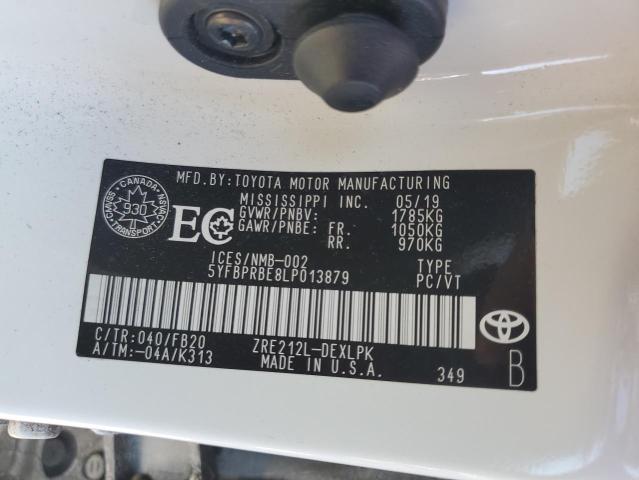 MFD.BY:TOYOTA MOTOR MANUFACTURING
MISSISSIPPI INC. 05/19
GVWR/PNBV: 1785KG
GAWR/PNBE: FR. 1050KG
RR. 970KG
CANADA
930
TRANSPORT
CMVSS
NSVAC
EC
ICES/NMB-002 TYPE
5YFBPRBE8LP013879 PC/VT
C/TR:040/FB20 ZRE212L-DEXLPK
A/TM:-04A/K313 MADE IN U.S.A.
349 B